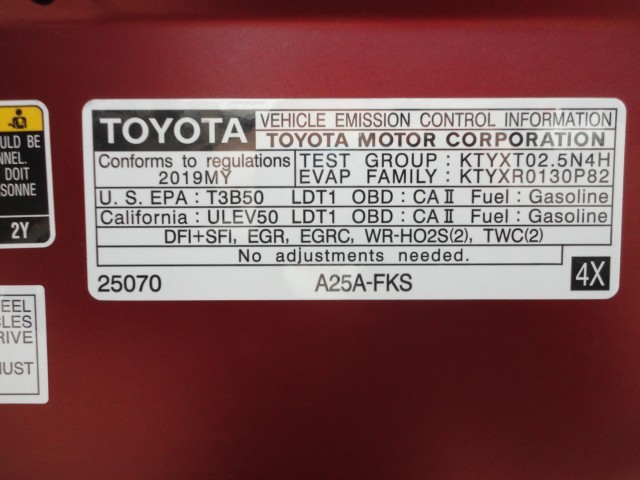 TOYOTA
VEHICLE EMISSION CONTROL INFORMATION
TOYOTA MOTOR CORPORATION
Conforms to regulations
2019MY
TEST GROUP : KTYXT02.5N4H
EVAP FAMILY : KTYXR0130P82
U. S. EPA : T3B50 LDT1 OBD : CA II Fuel : Gasoline
California : ULEV50 LDT1 OBD : CA II Fuel : Gasoline
DFI+SFI, EGR, EGRC, WR-HO2S(2), TWC(2)
No adjustments needed.
25070 A25A-FKS 4X
OULD BE
NNEL.
DOIT
RSONNE
2Y
EEL
LES
RIVE
MUST